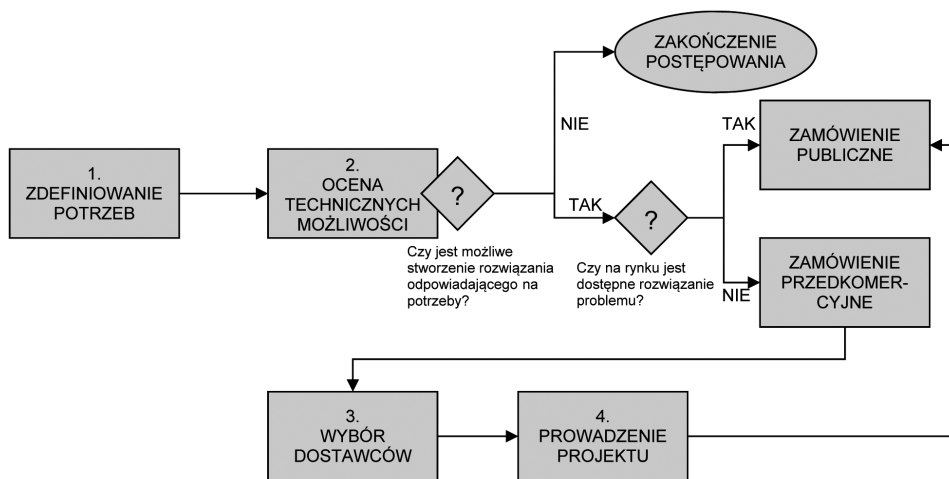 1.
ZDEFINIOWANIE
POTRZEB
2.
OCENA
TECHNICZNYCH
MOŻLIWOŚCI
?
Czy jest możliwe
stworzenie rozwiązania
odpowiadającego na
potrzeby?
NIE
ZAKOŃCZENIE
POSTĘPOWANIA
TAK
?
Czy na rynku jest
dostępne rozwiązanie
problemu?
TAK
ZAMÓWIENIE
PUBLICZNE
NIE
ZAMÓWIENIE
PRZEDKOMER-
CYJNE
3.
WYBÓR
DOSTAWCÓW
4.
PROWADZENIE
PROJEKTU